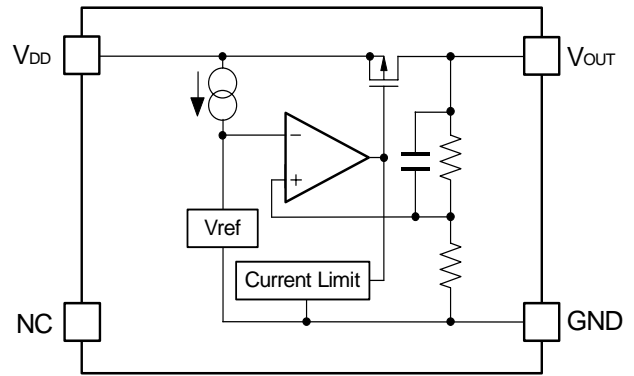 VDD
VOUT
−
+
Vref
Current Limit
NC
GND